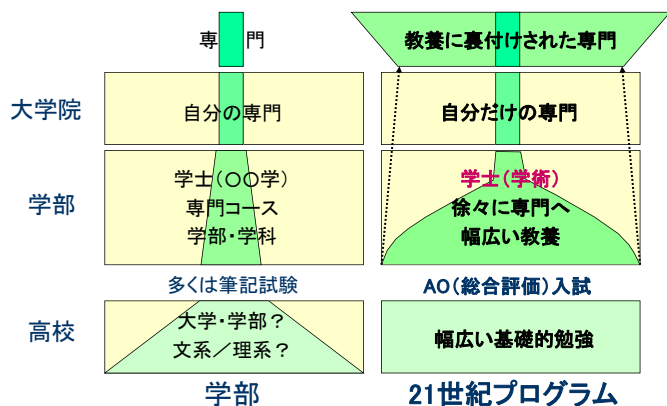 専門
教養に裏付けされた専門
大学院
自分の専門
自分だけの専門
学部
学士(〇〇学)
専門コース
学部・学科
学士(学術)
徐々に専門へ
幅広い教養
多くは筆記試験
AO(総合評価)入試
高校
大学・学部?
文系/理系?
幅広い基礎的勉強
学部
21世紀プログラム